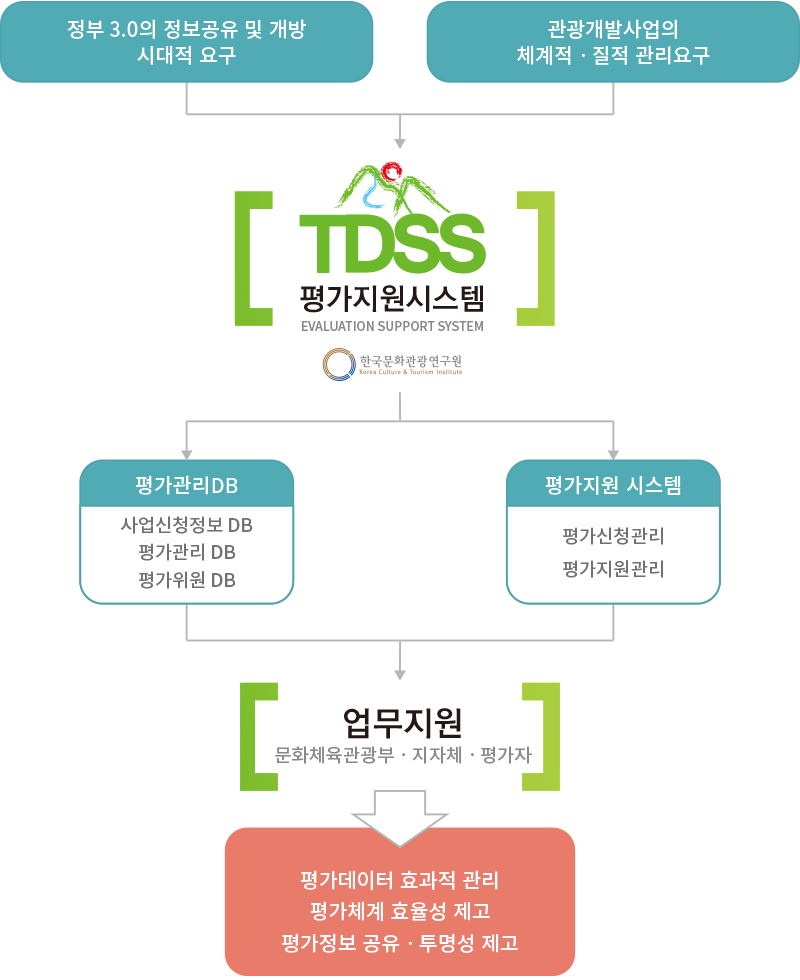 정부 3.0의 정보공유 및 개방
시대적 요구
관광개발사업의
체계적 · 질적 관리요구
TDSS
평가지원시스템
EVALUATION SUPPORT SYSTEM
한국문화관광연구원
Korea Culture & Tourism Institute
평가관리DB
사업신청정보 DB
평가관리 DB
평가위원 DB
평가지원 시스템
평가신청관리
평가지원관리
업무지원
문화체육관광부 · 지자체 · 평가자
평가데이터 효과적 관리
평가체계 효율성 제고
평가정보 공유 · 투명성 제고